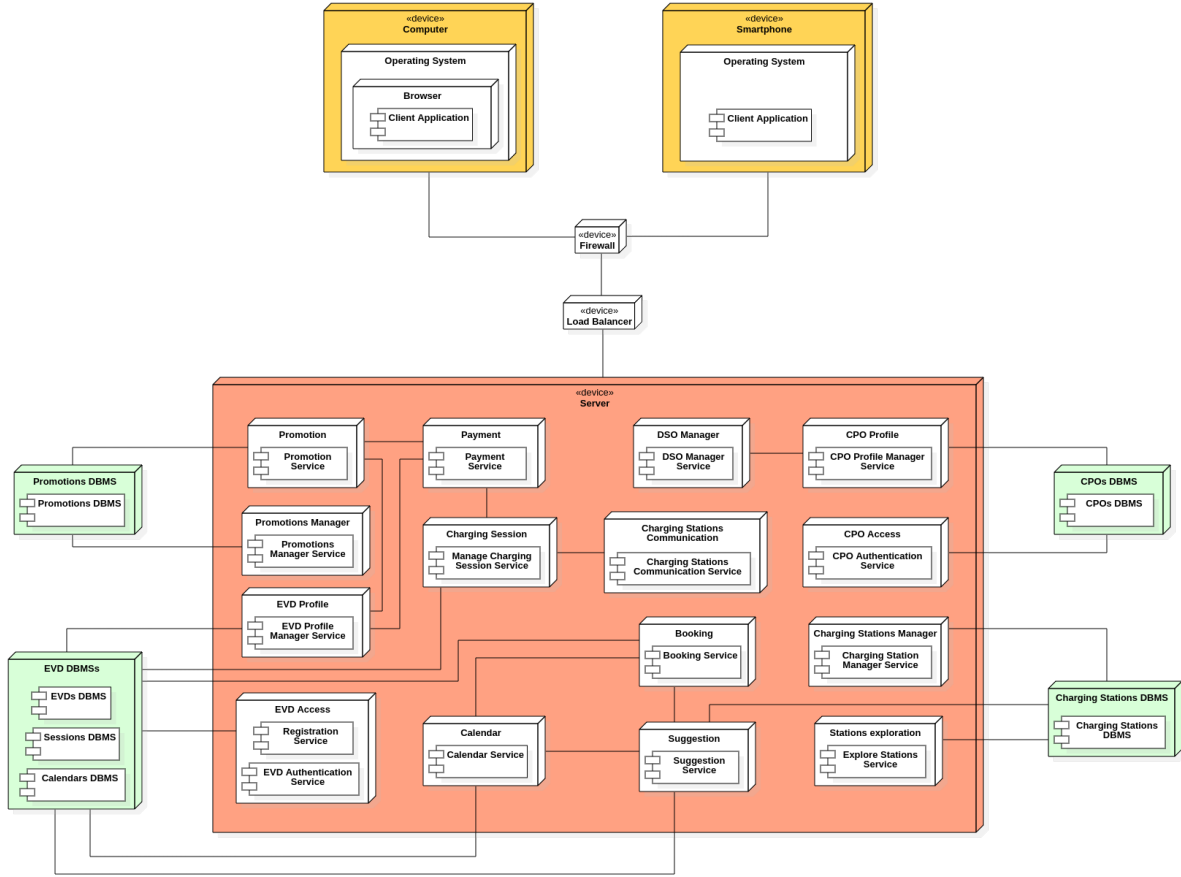 «device»
Computer
Operating System
Browser
Client Application
«device»
Smartphone
Operating System
Client Application
«device»
Firewall
«device»
Load Balancer
«device»
Server
Promotion
Promotion
Service
Payment
Payment
Service
DSO Manager
DSO Manager
Service
CPO Profile
CPO Profile Manager
Service
Promotions DBMS
Promotions DBMS
CPOs DBMS
CPOs DBMS
Promotions Manager
Promotions
Manager Service
Charging Session
Manage Charging
Session Service
Charging Stations
Communication
Charging Stations
Communication Service
CPO Access
CPO Authentication
Service
EVD Profile
EVD Profile
Manager Service
Booking
Booking Service
Charging Stations Manager
Charging Station
Manager Service
EVD DBMSs
EVDs DBMS
Sessions DBMS
Calendars DBMS
EVD Access
Registration
Service
EVD Authentication
Service
Calendar
Calendar Service
Suggestion
Suggestion
Service
Stations exploration
Explore Stations
Service
Charging Stations DBMS
Charging Stations
DBMS